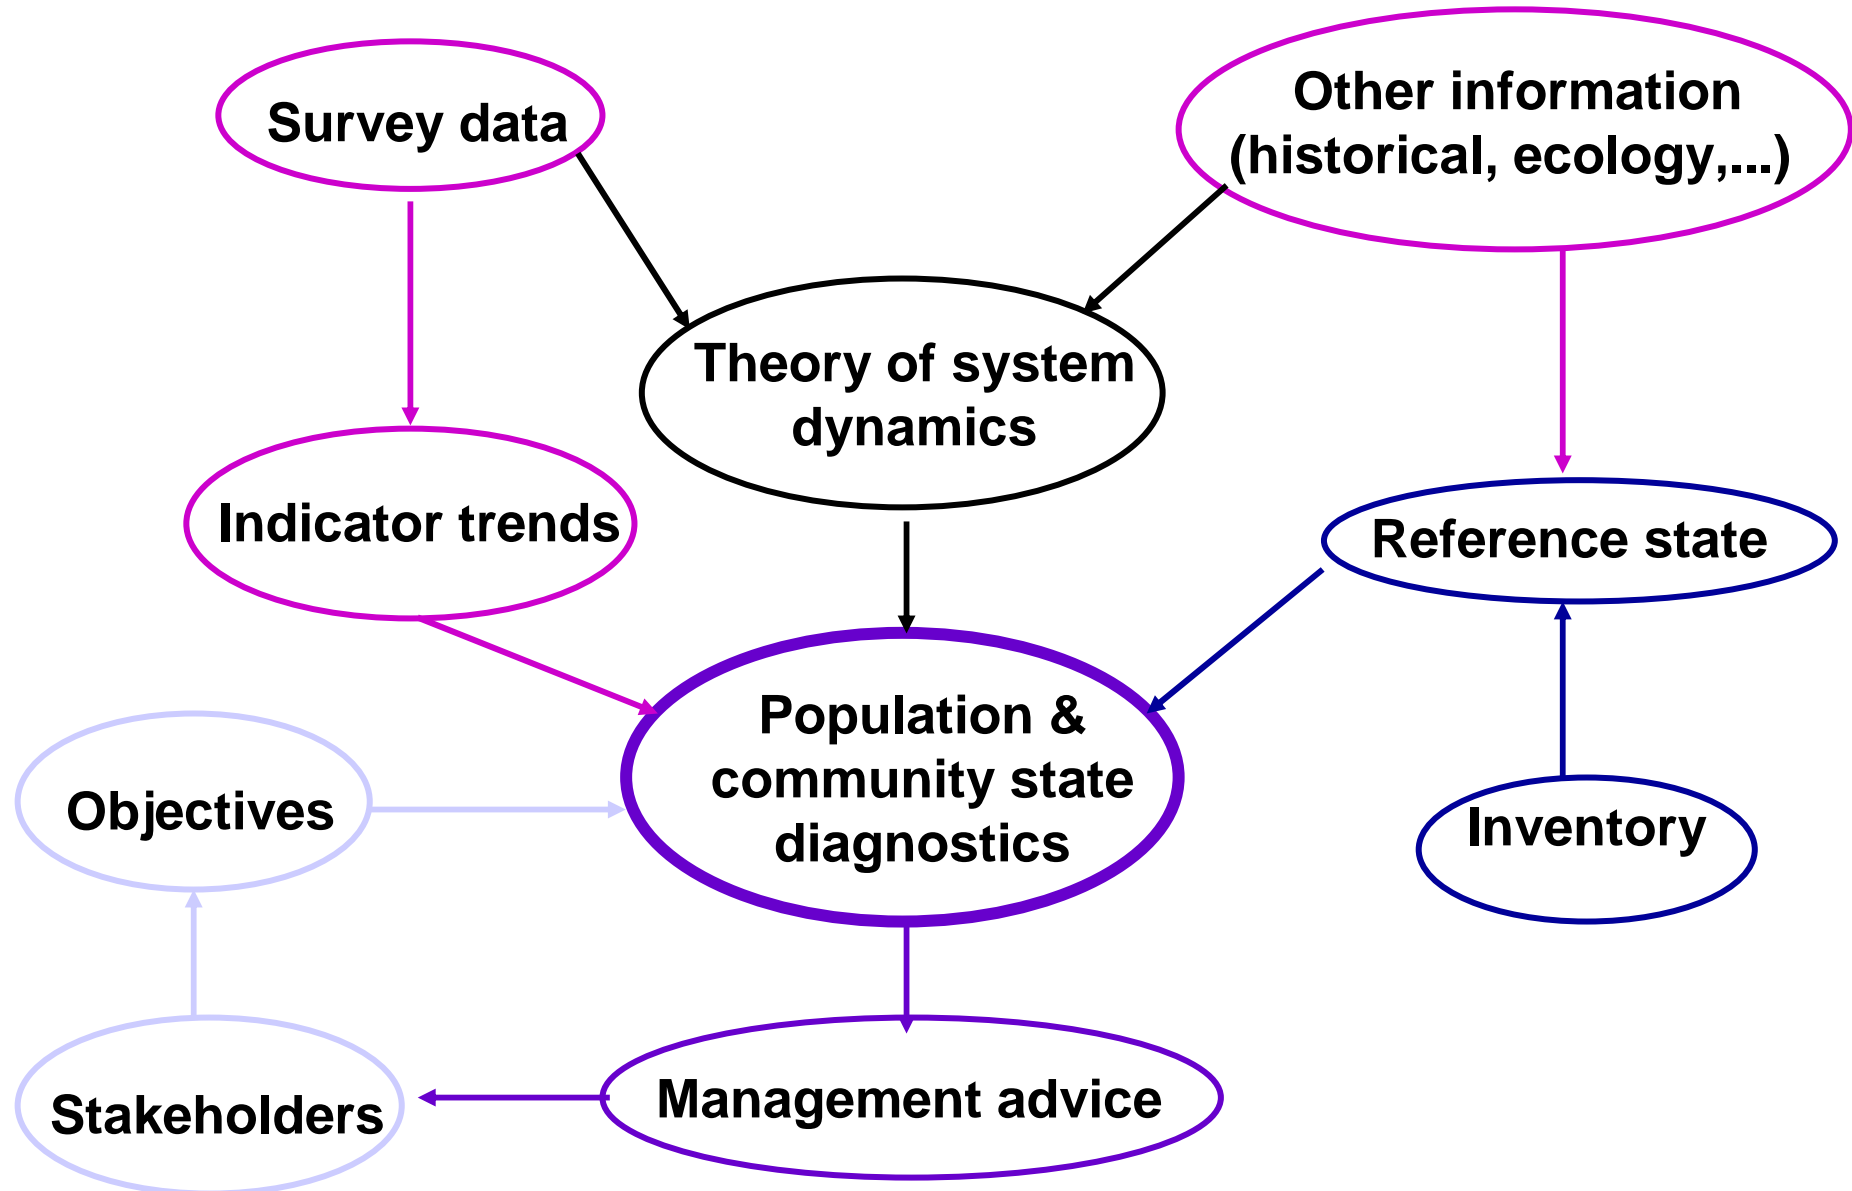 Survey data
Other information
(historical, ecology,...)
Theory of system
dynamics
Indicator trends
Reference state
Population &
community state
diagnostics
Objectives
Inventory
Management advice
Stakeholders